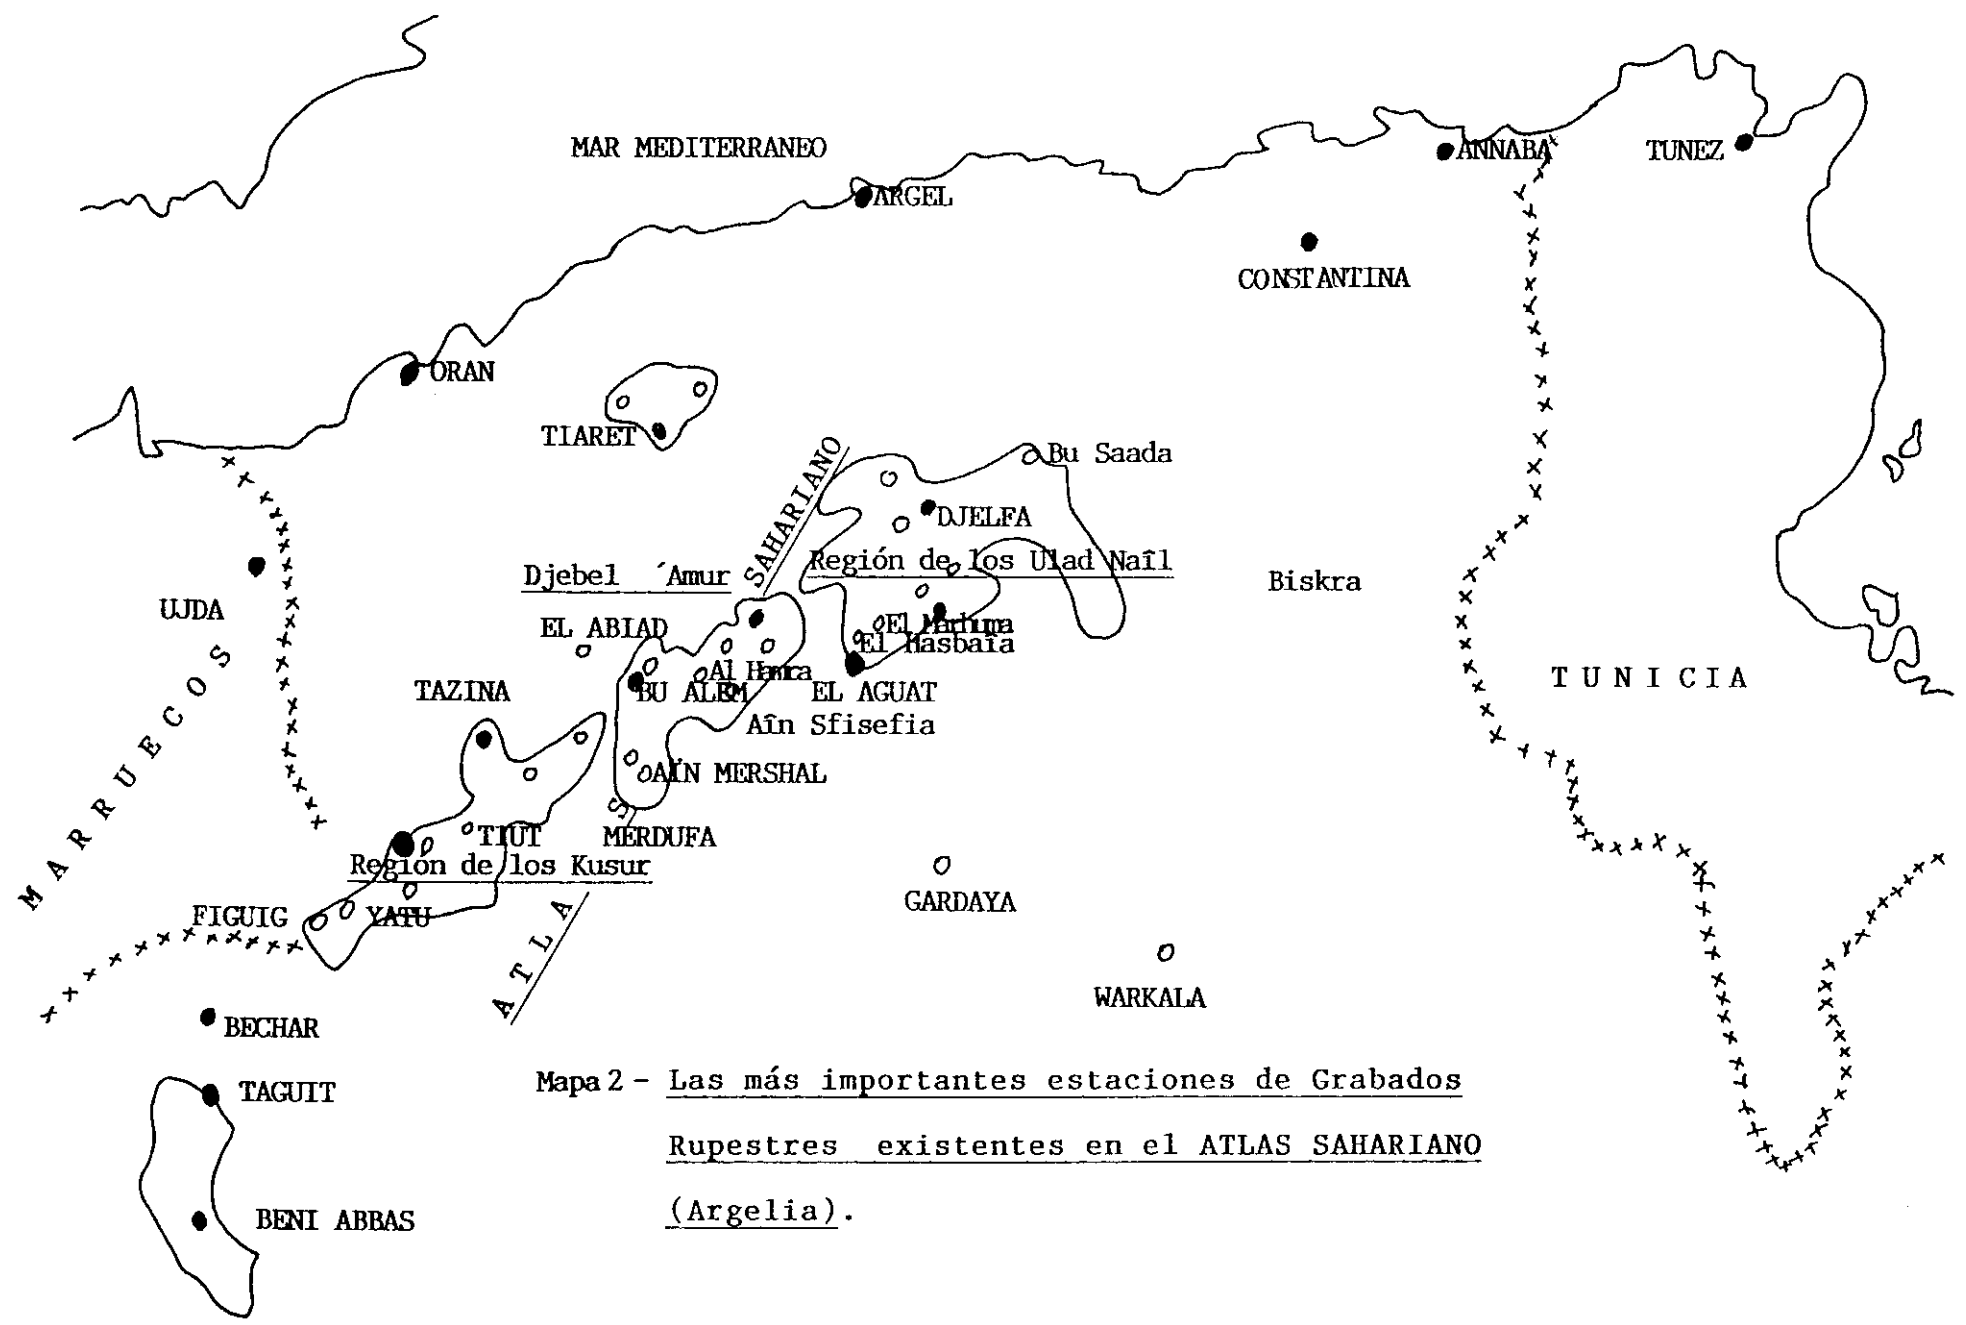 MAR MEDITERRANEO
ANNABA
TUNEZ
ARGEL
CONSTANTINA
ORAN
TIARET
Bu Saada
SAHARIANO
DJELFA
Región de los Ulad Naîl
Djebel ´Amur
Biskra
UJDA
EL ABIAD
El
El Hasbaîa
MARRUECOS
Al Hamra
TUNICIA
TAZINA
BU ALEM
EL AGUAT
Aîn Sfisefia
AÎN MERSHAL
TIUT
MERDUFA
Región de los Kusur
GARDAYA
FIGUIG
YATU
ATLAS
WARKALA
BECHAR
Mapa 2 - Las más importantes estaciones de Grabados
TAGUIT
Rupestres existentes en el ATLAS SAHARIANO
(Argelia).
BENI ABBAS